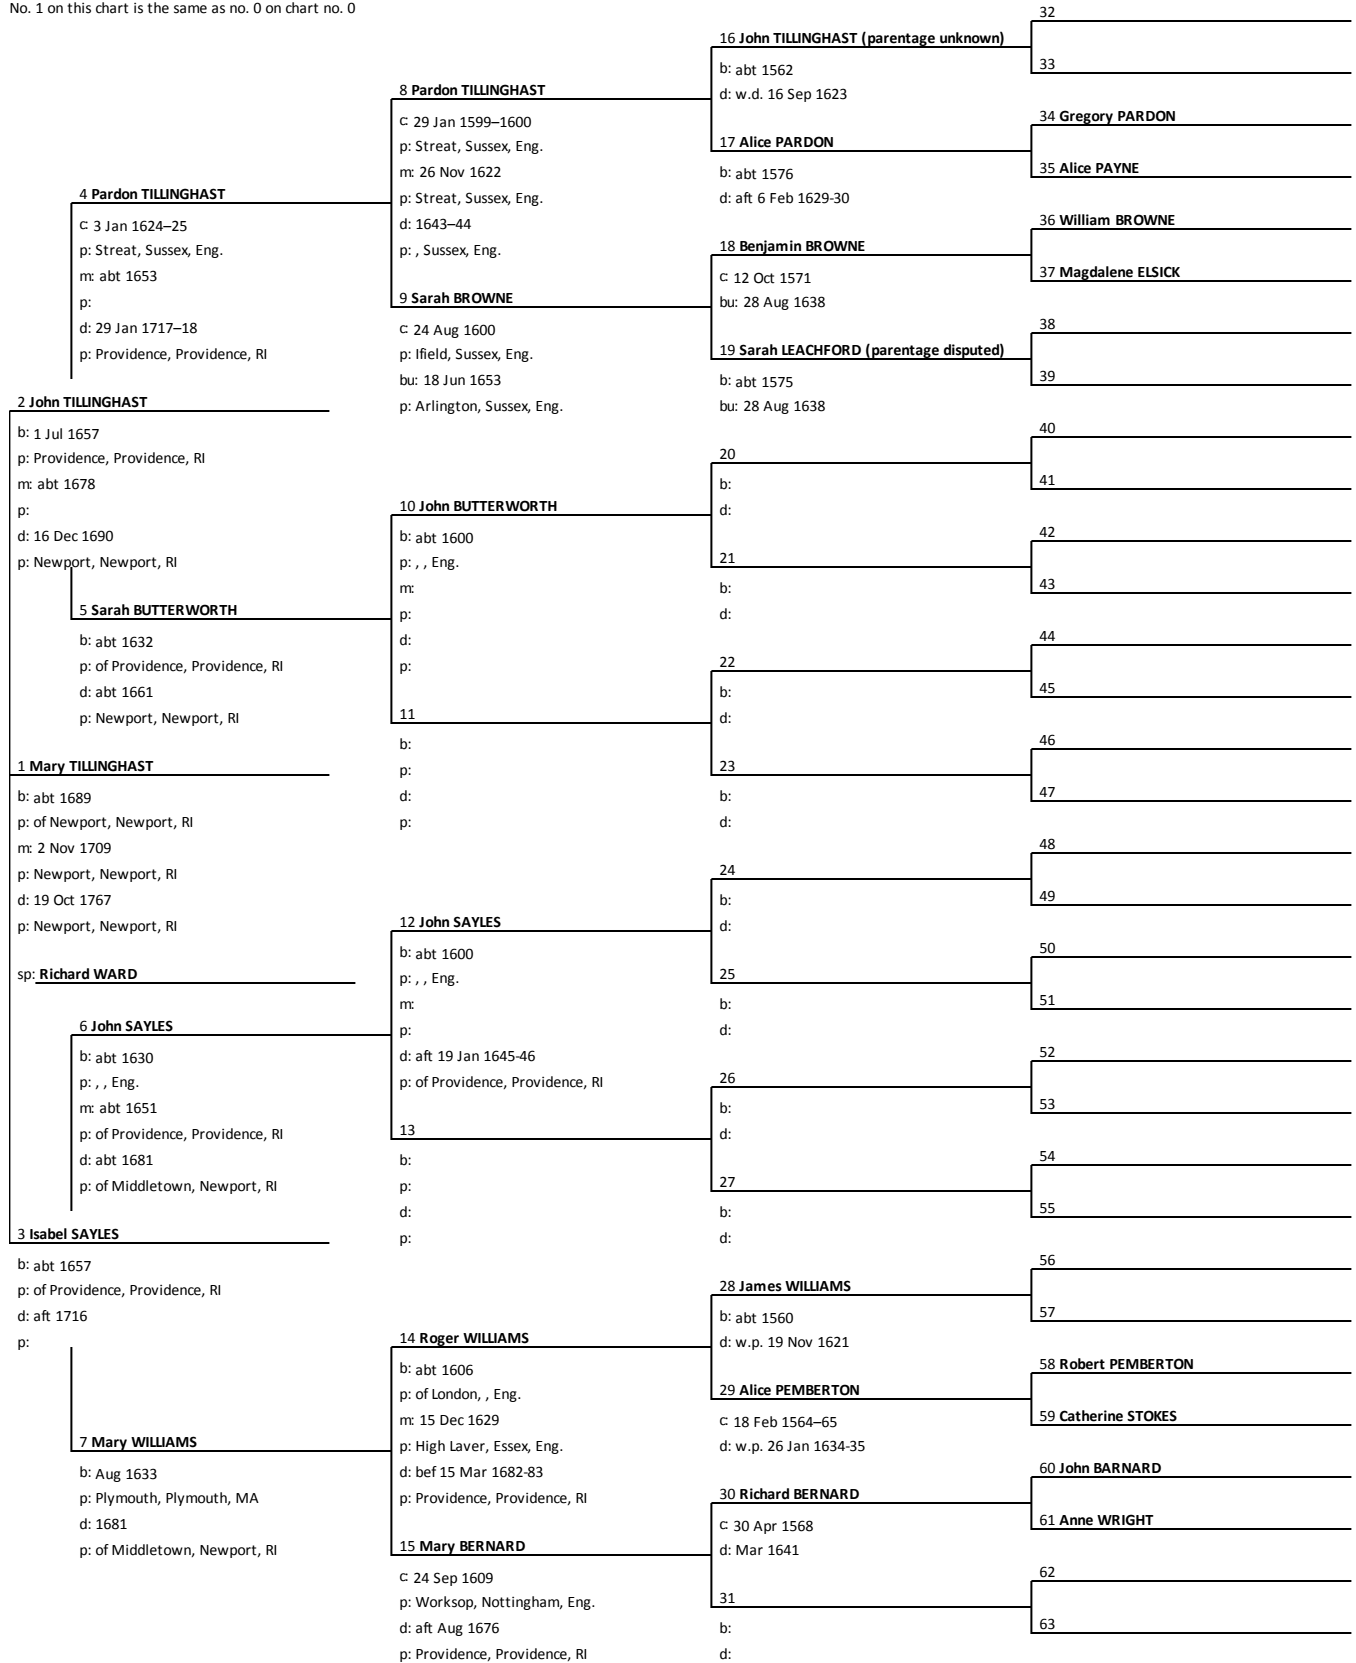 No. 1 on this chart is the same as no. 0 on chart no. 0
4 Pardon TILLINGHAST
c: 3 Jan 1624–25
p: Streat, Sussex, Eng.
m: abt 1653
p:
d: 29 Jan 1717–18
p: Providence, Providence, RI
2 John TILLINGHAST
b: 1 Jul 1657
p: Providence, Providence, RI
m: abt 1678
p:
d: 16 Dec 1690
p: Newport, Newport, RI
5 Sarah BUTTERWORTH
b: abt 1632
p: of Providence, Providence, RI
d: abt 1661
p: Newport, Newport, RI
1 Mary TILLINGHAST
b: abt 1689
p: of Newport, Newport, RI
m: 2 Nov 1709
p: Newport, Newport, RI
d: 19 Oct 1767
p: Newport, Newport, RI
sp: Richard WARD
6 John SAYLES
b: abt 1630
p: , , Eng.
m: abt 1651
p: of Providence, Providence, RI
d: abt 1681
p: of Middletown, Newport, RI
3 Isabel SAYLES
b: abt 1657
p: of Providence, Providence, RI
d: aft 1716
p:
7 Mary WILLIAMS
b: Aug 1633
p: Plymouth, Plymouth, MA
d: 1681
p: of Middletown, Newport, RI
8 Pardon TILLINGHAST
c: 29 Jan 1599–1600
p: Streat, Sussex, Eng.
m: 26 Nov 1622
p: Streat, Sussex, Eng.
d: 1643–44
p: , Sussex, Eng.
9 Sarah BROWNE
c: 24 Aug 1600
p: Ifield, Sussex, Eng.
bu: 18 Jun 1653
p: Arlington, Sussex, Eng.
10 John BUTTERWORTH
b: abt 1600
p: , , Eng.
m:
p:
d:
p:
11
b:
p:
d:
p:
12 John SAYLES
b: abt 1600
p: , , Eng.
m:
p:
d: aft 19 Jan 1645-46
p: of Providence, Providence, RI
13
b:
p:
d:
p:
14 Roger WILLIAMS
b: abt 1606
p: of London, , Eng.
m: 15 Dec 1629
p: High Laver, Essex, Eng.
d: bef 15 Mar 1682-83
p: Providence, Providence, RI
15 Mary BERNARD
c: 24 Sep 1609
p: Worksop, Nottingham, Eng.
d: aft Aug 1676
p: Providence, Providence, RI
16 John TILLINGHAST (parentage unknown)
b: abt 1562
d: w.d. 16 Sep 1623
17 Alice PARDON
b: abt 1576
d: aft 6 Feb 1629-30
18 Benjamin BROWNE
c: 12 Oct 1571
bu: 28 Aug 1638
19 Sarah LEACHFORD (parentage disputed)
b: abt 1575
bu: 28 Aug 1638
20
b:
d:
21
b:
d:
22
b:
d:
23
b:
d:
24
b:
d:
25
b:
d:
26
b:
d:
27
b:
d:
28 James WILLIAMS
b: abt 1560
d: w.p. 19 Nov 1621
29 Alice PEMBERTON
c: 18 Feb 1564–65
d: w.p. 26 Jan 1634-35
30 Richard BERNARD
c: 30 Apr 1568
d: Mar 1641
31
b:
d:
32
33
34 Gregory PARDON
35 Alice PAYNE
36 William BROWNE
37 Magdalene ELSICK
38
39
40
41
42
43
44
45
46
47
48
49
50
51
52
53
54
55
56
57
58 Robert PEMBERTON
59 Catherine STOKES
60 John BARNARD
61 Anne WRIGHT
62
63